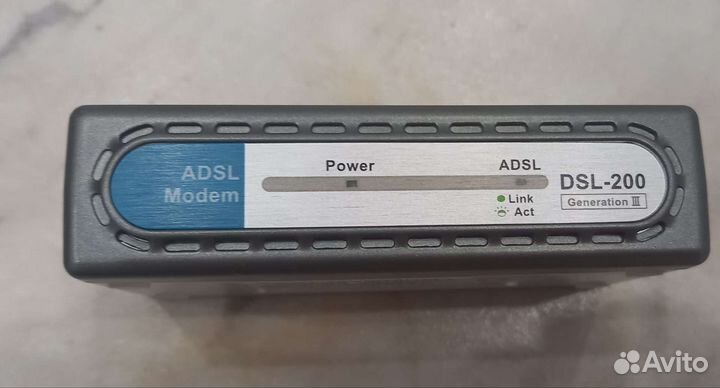 ADSL
Modem
Power
ADSL
Link
Act
DSL-200
Generation III
Avito